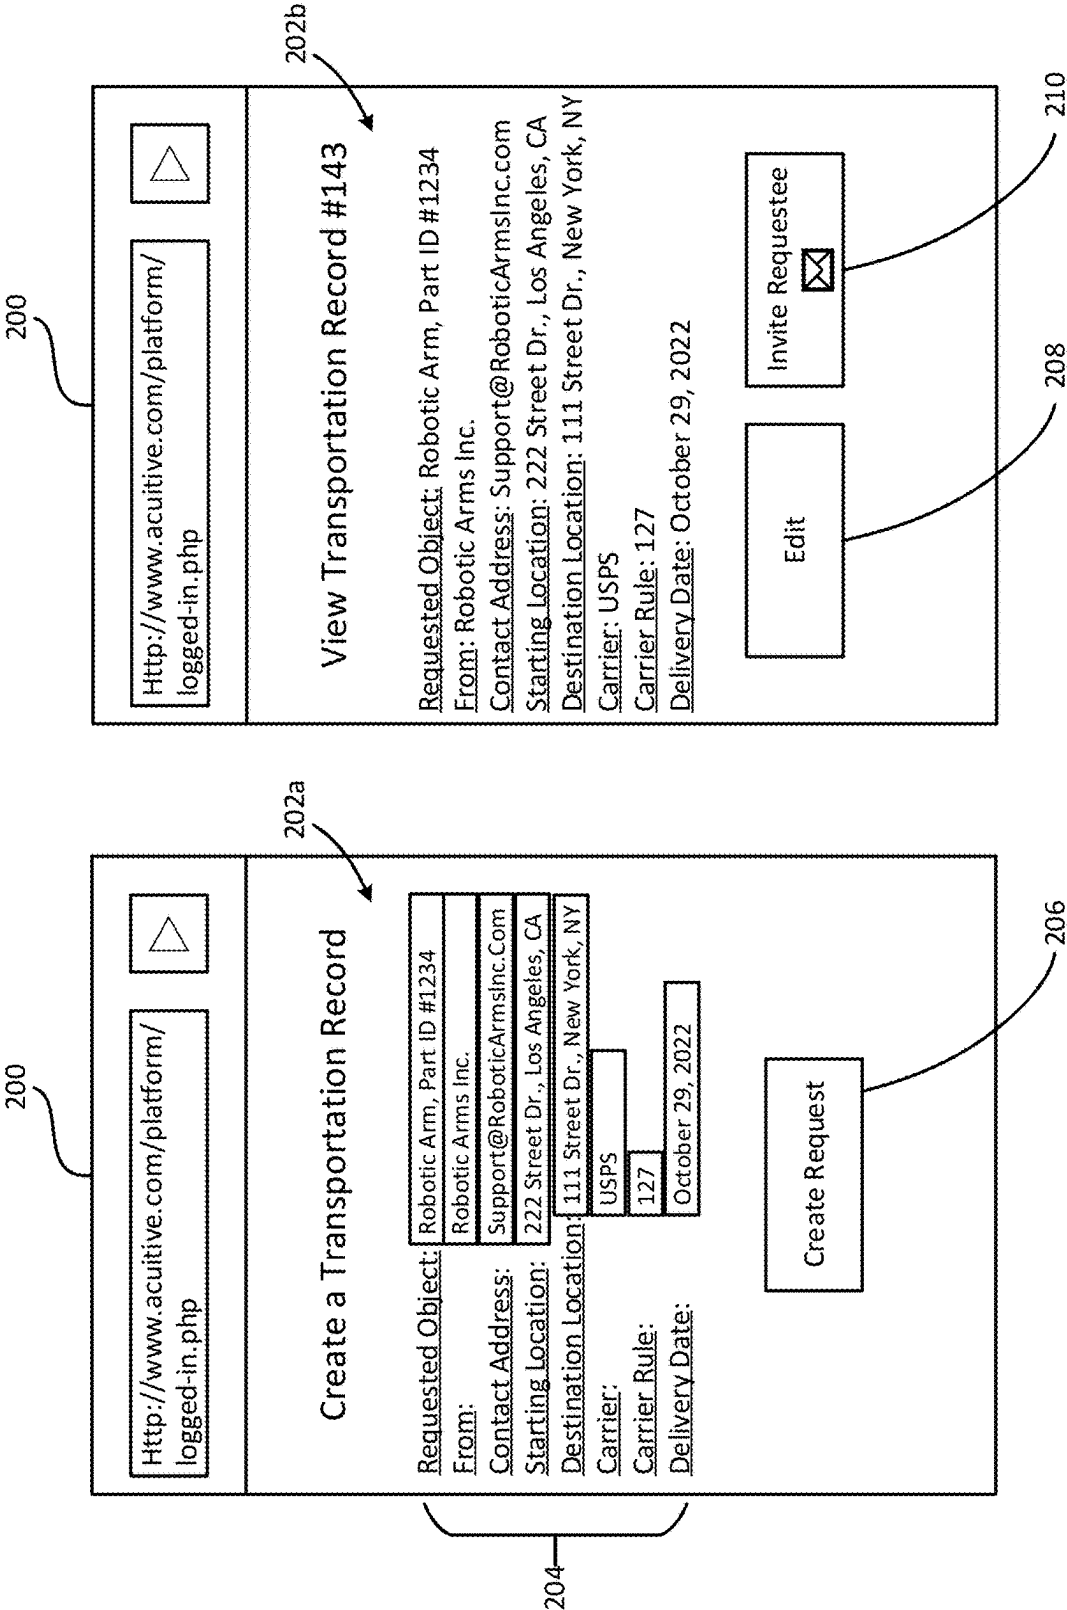 200
Http://www.acuitive.com/platform/
logged-in.php
202a
Create a Transportation Record
204
Requested Object: Robotic Arm, Part ID #1234
From: Robotic Arms Inc.
Contact Address: Support@RoboticArmsInc.Com
Starting Location: 222 Street Dr., Los Angeles, CA
Destination Location: 111 Street Dr., New York, NY
Carrier: USPS
Carrier Rule: 127
Delivery Date: October 29, 2022
Create Request
206
200
Http://www.acuitive.com/platform/
logged-in.php
202b
View Transportation Record #143
Requested Object: Robotic Arm, Part ID #1234
From: Robotic Arms Inc.
Contact Address: Support@RoboticArmsInc.com
Starting Location: 222 Street Dr., Los Angeles, CA
Destination Location: 111 Street Dr., New York, NY
Carrier: USPS
Carrier Rule: 127
Delivery Date: October 29, 2022
Edit
Invite Requestee
208
210